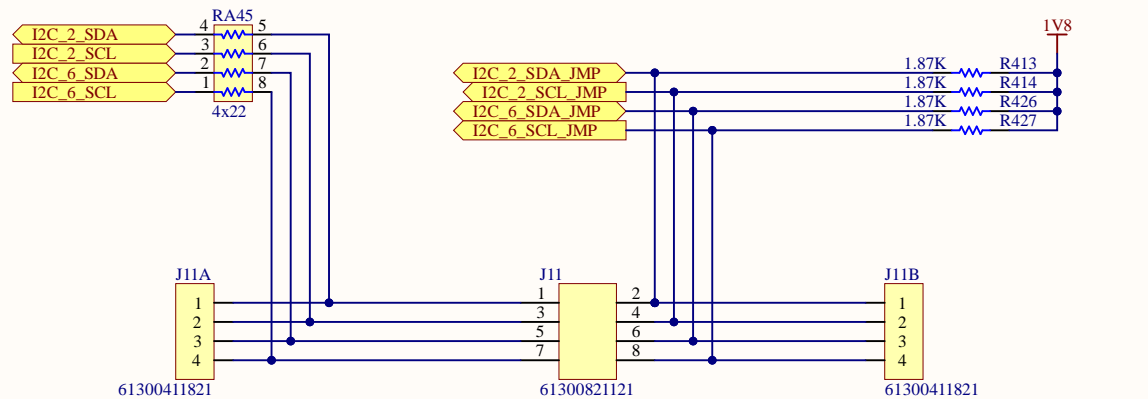 RA45
I2C_2_SDA 4 5
I2C_2_SCL 3 6
I2C_6_SDA 2 7
I2C_6_SCL 1 8
4x22
1V8
I2C_2_SDA_JMP 1.87K R413
I2C_2_SCL_JMP 1.87K R414
I2C_6_SDA_JMP 1.87K R426
I2C_6_SCL_JMP 1.87K R427
J11A J11 J11B
1 1 2 1
2 3 4 2
3 5 6 3
4 7 8 4
61300411821 61300821121 61300411821